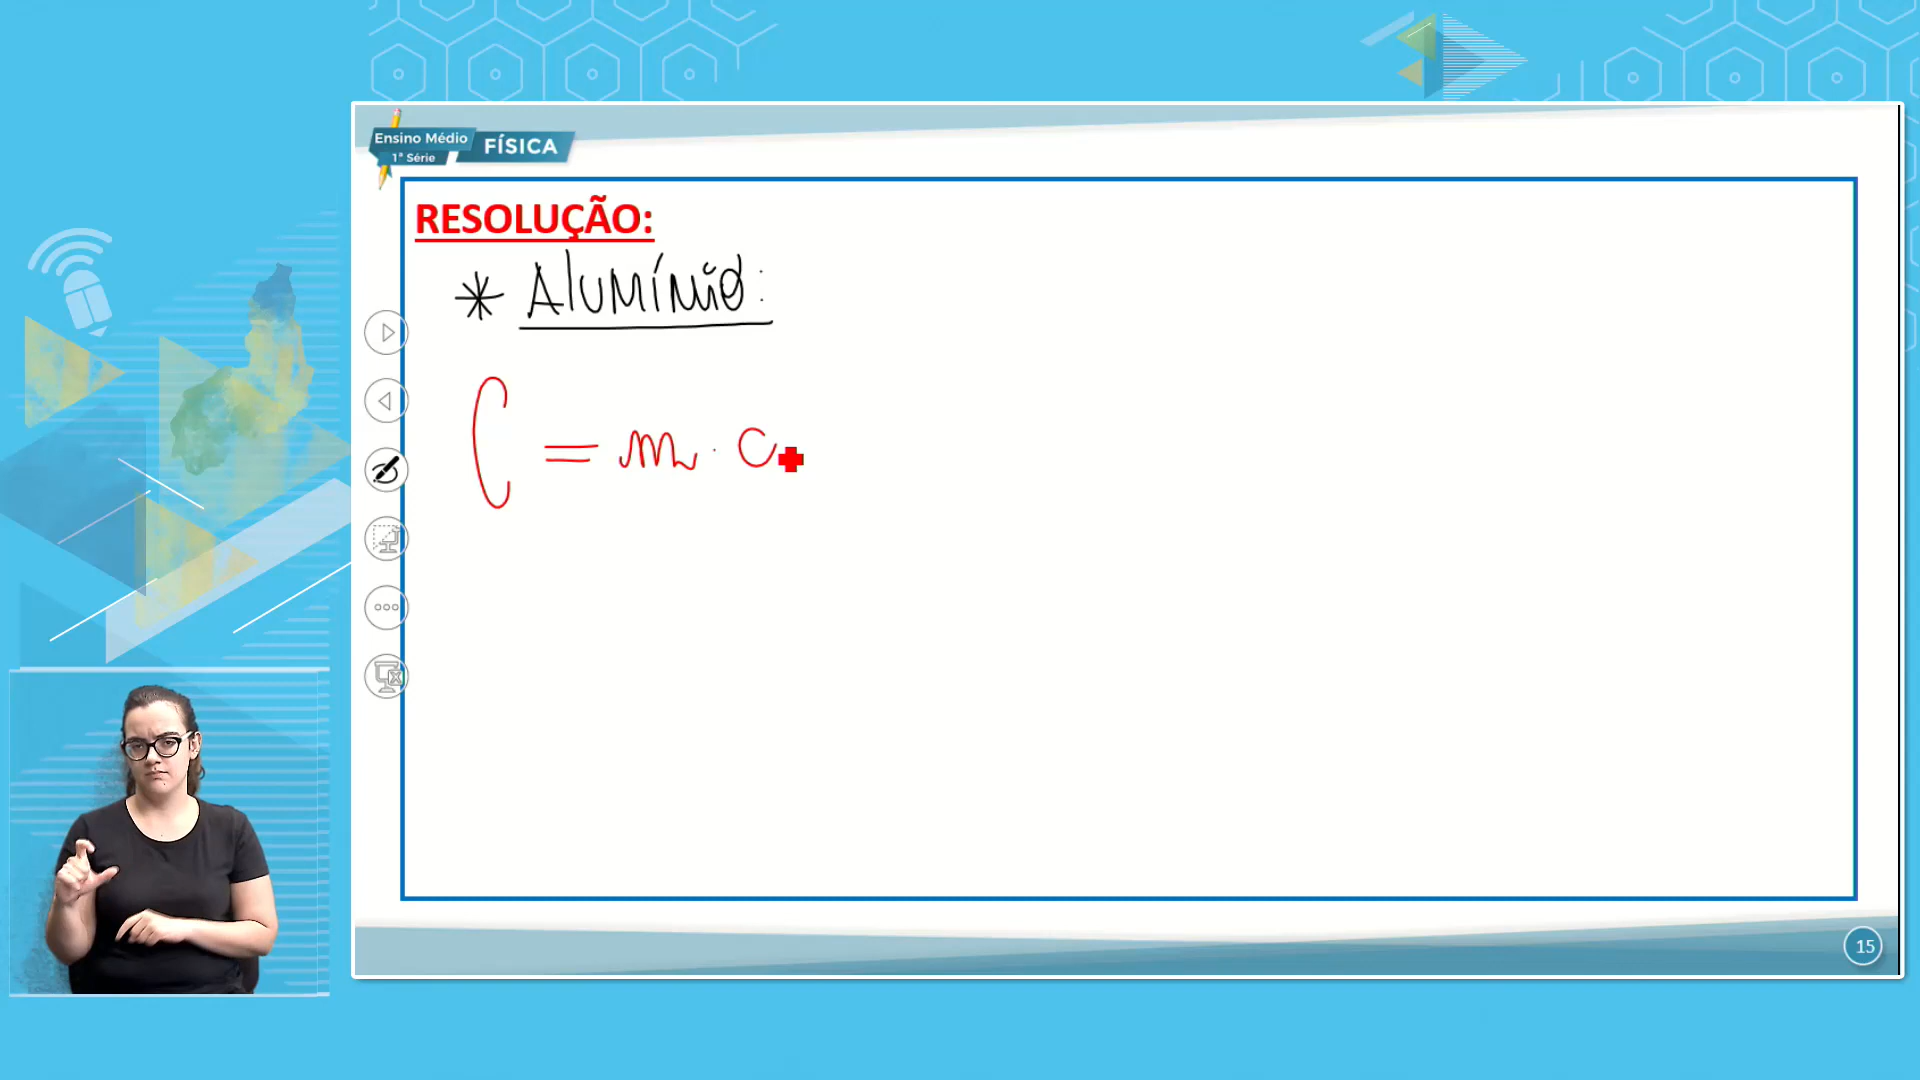 Ensino Médio
1ª Série
FÍSICA
RESOLUÇÃO:
* Alumínio:
C = m · c
15